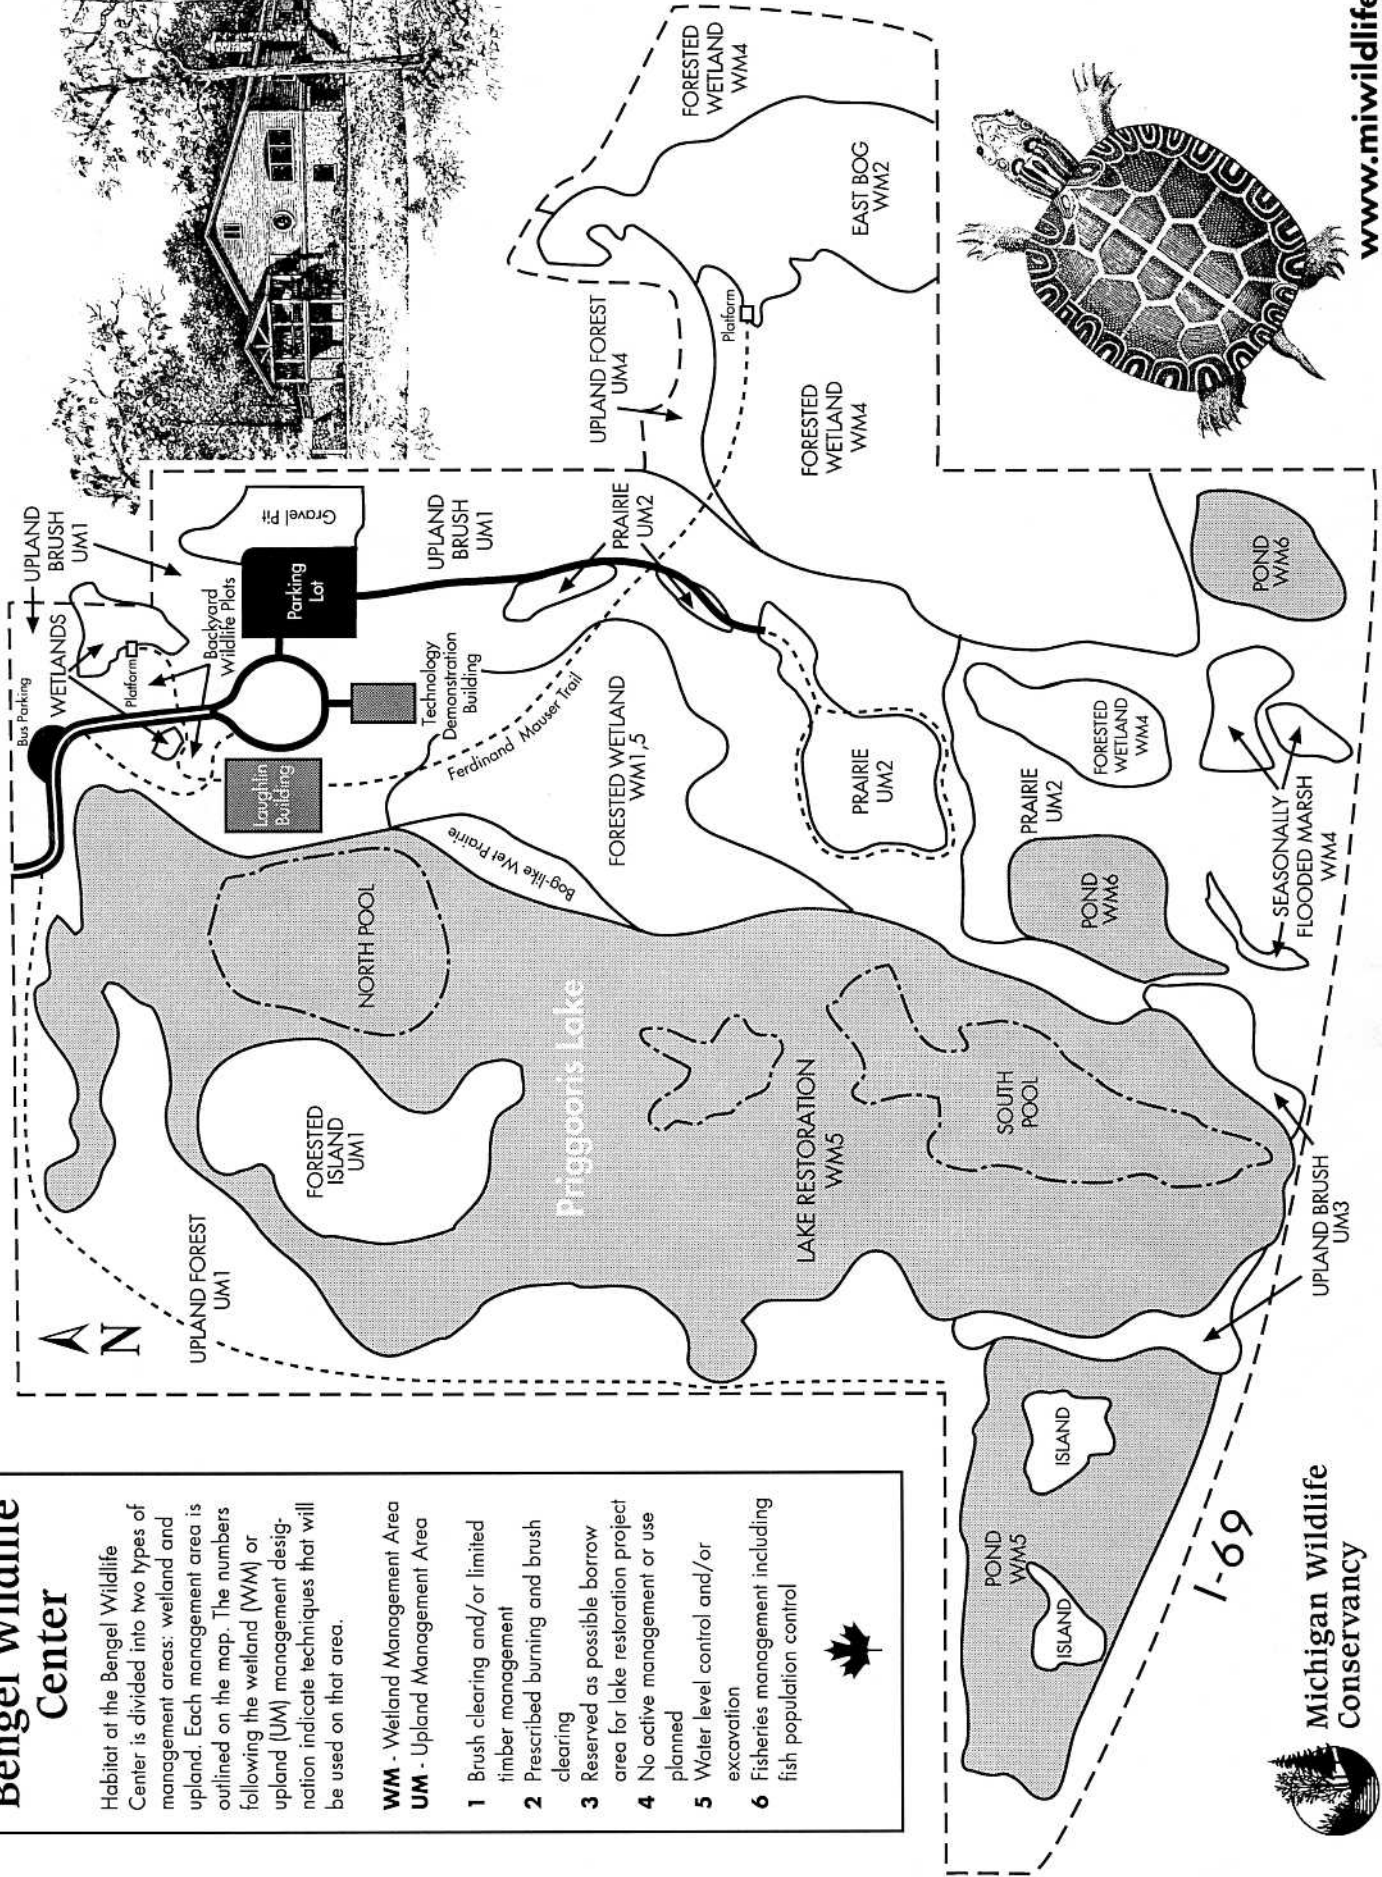 Bengel Wildlife
Center
Habitat at the Bengel Wildlife
Center is divided into two types of
management areas: wetland and
upland. Each management area is
outlined on the map. The numbers
following the wetland (WM) or
upland (UM) management desig-
nation indicate techniques that will
be used on that area.
WM - Wetland Management Area
UM - Upland Management Area
1 Brush clearing and/or limited
timber management
2 Prescribed burning and brush
clearing
3 Reserved as possible borrow
area for lake restoration project
4 No active management or use
planned
5 Water level control and/or
excavation
6 Fisheries management including
fish population control
Michigan Wildlife
Conservancy
I-69
N
UPLAND FOREST
UM1
FORESTED
ISLAND
UM1
NORTH POOL
Priggooris Lake
LAKE RESTORATION
WM5
SOUTH
POOL
POND
WM5
ISLAND
ISLAND
UPLAND BRUSH
UM3
Bus Parking
WETLANDS
UPLAND
BRUSH
UM1
Platform
Backyard
Wildlife Plots
Laughlin
Building
Parking
Lot
Gravel Pit
Technology
Demonstration
Building
Ferdinand Mauser Trail
Bog-like Wet Prairie
FORESTED WETLAND
WM1,5
UPLAND
BRUSH
UM1
PRAIRIE
UM2
PRAIRIE
UM2
PRAIRIE
UM2
FORESTED
WETLAND
WM4
POND
WM6
POND
WM6
SEASONALLY
FLOODED MARSH
WM4
UPLAND FOREST
UM4
Platform
FORESTED
WETLAND
WM4
EAST BOG
WM2
FORESTED
WETLAND
WM4
www.miwildlife